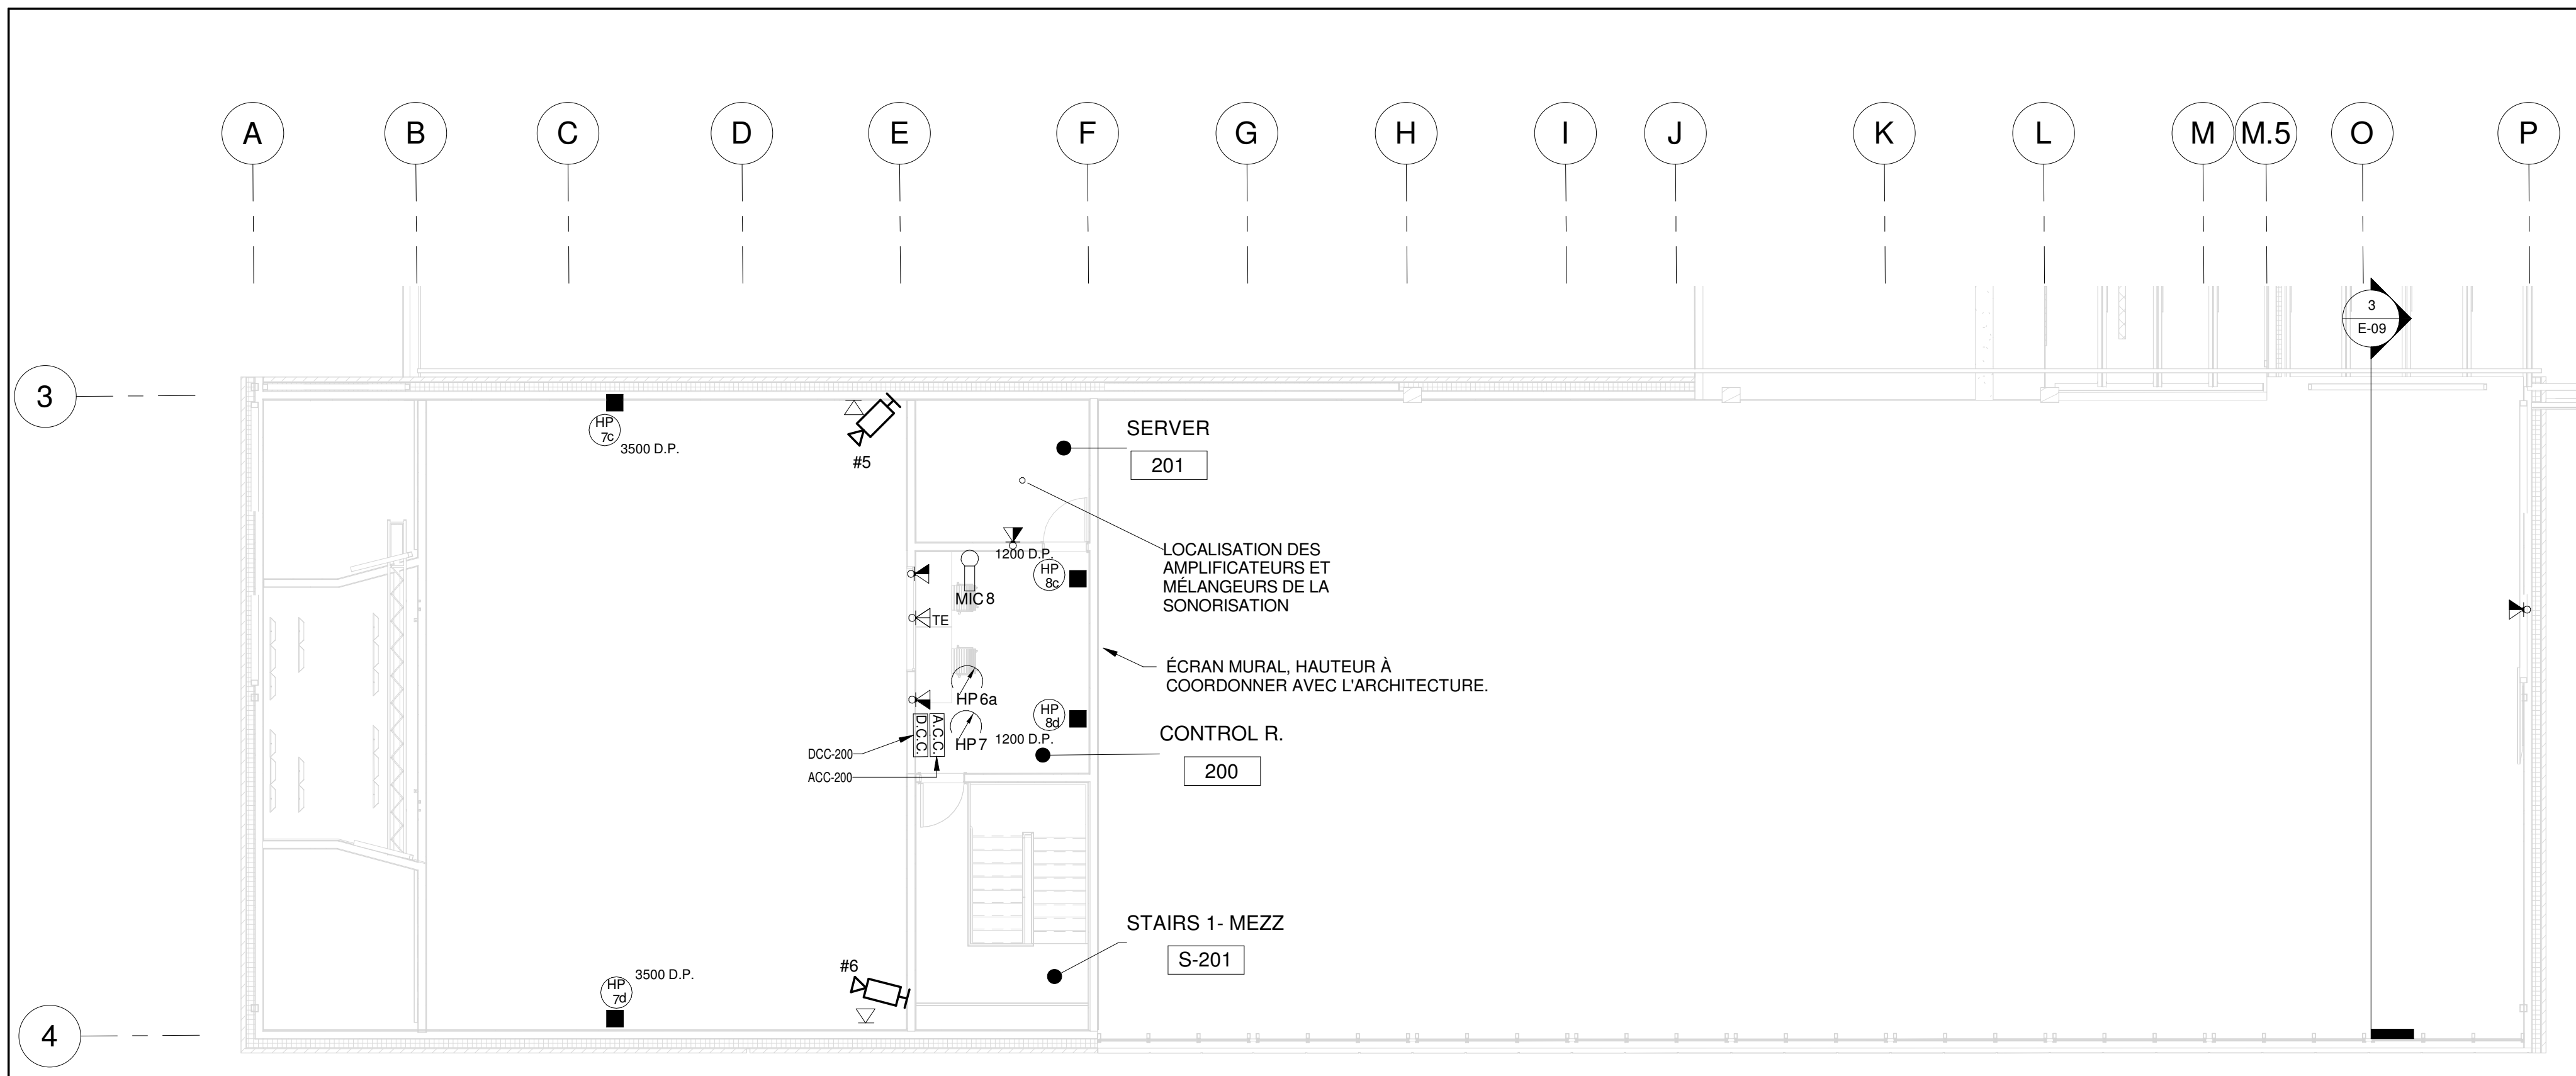 A
B
C
D
E
F
G
H
I
J
K
L
M
M.5
O
P
3
E-09
3
HP
7c
3500 D.P.
#5
SERVER
201
LOCALISATION DES
AMPLIFICATEURS ET
MÉLANGEURS DE LA
SONORISATION
1200 D.P.
HP
8c
MIC 8
TE
ÉCRAN MURAL, HAUTEUR À
COORDONNER AVEC L'ARCHITECTURE.
HP 6a
HP
8d
D.C.C.
A.C.C.
HP 7
1200 D.P.
CONTROL R.
200
DCC-200
ACC-200
STAIRS 1- MEZZ
S-201
#6
3500 D.P.
HP
7d
4